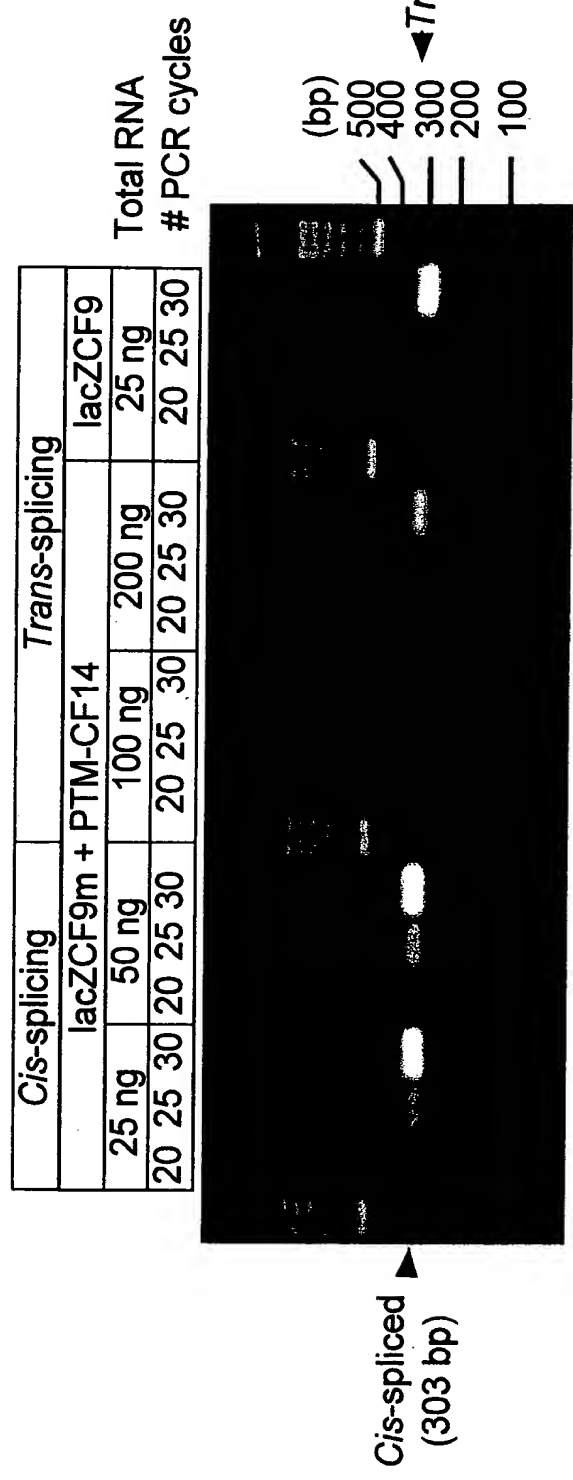 Cis-splicing Trans-splicing
lacZCF9m + PTM-CF14 lacZCF9
25 ng 50 ng 100 ng 200 ng 25 ng Total RNA
20 25 30 20 25 30 20 25 30 20 25 30 20 25 30 # PCR cycles
(bp)
500
400
300
200
100
Cis-spliced
(303 bp)
Tr